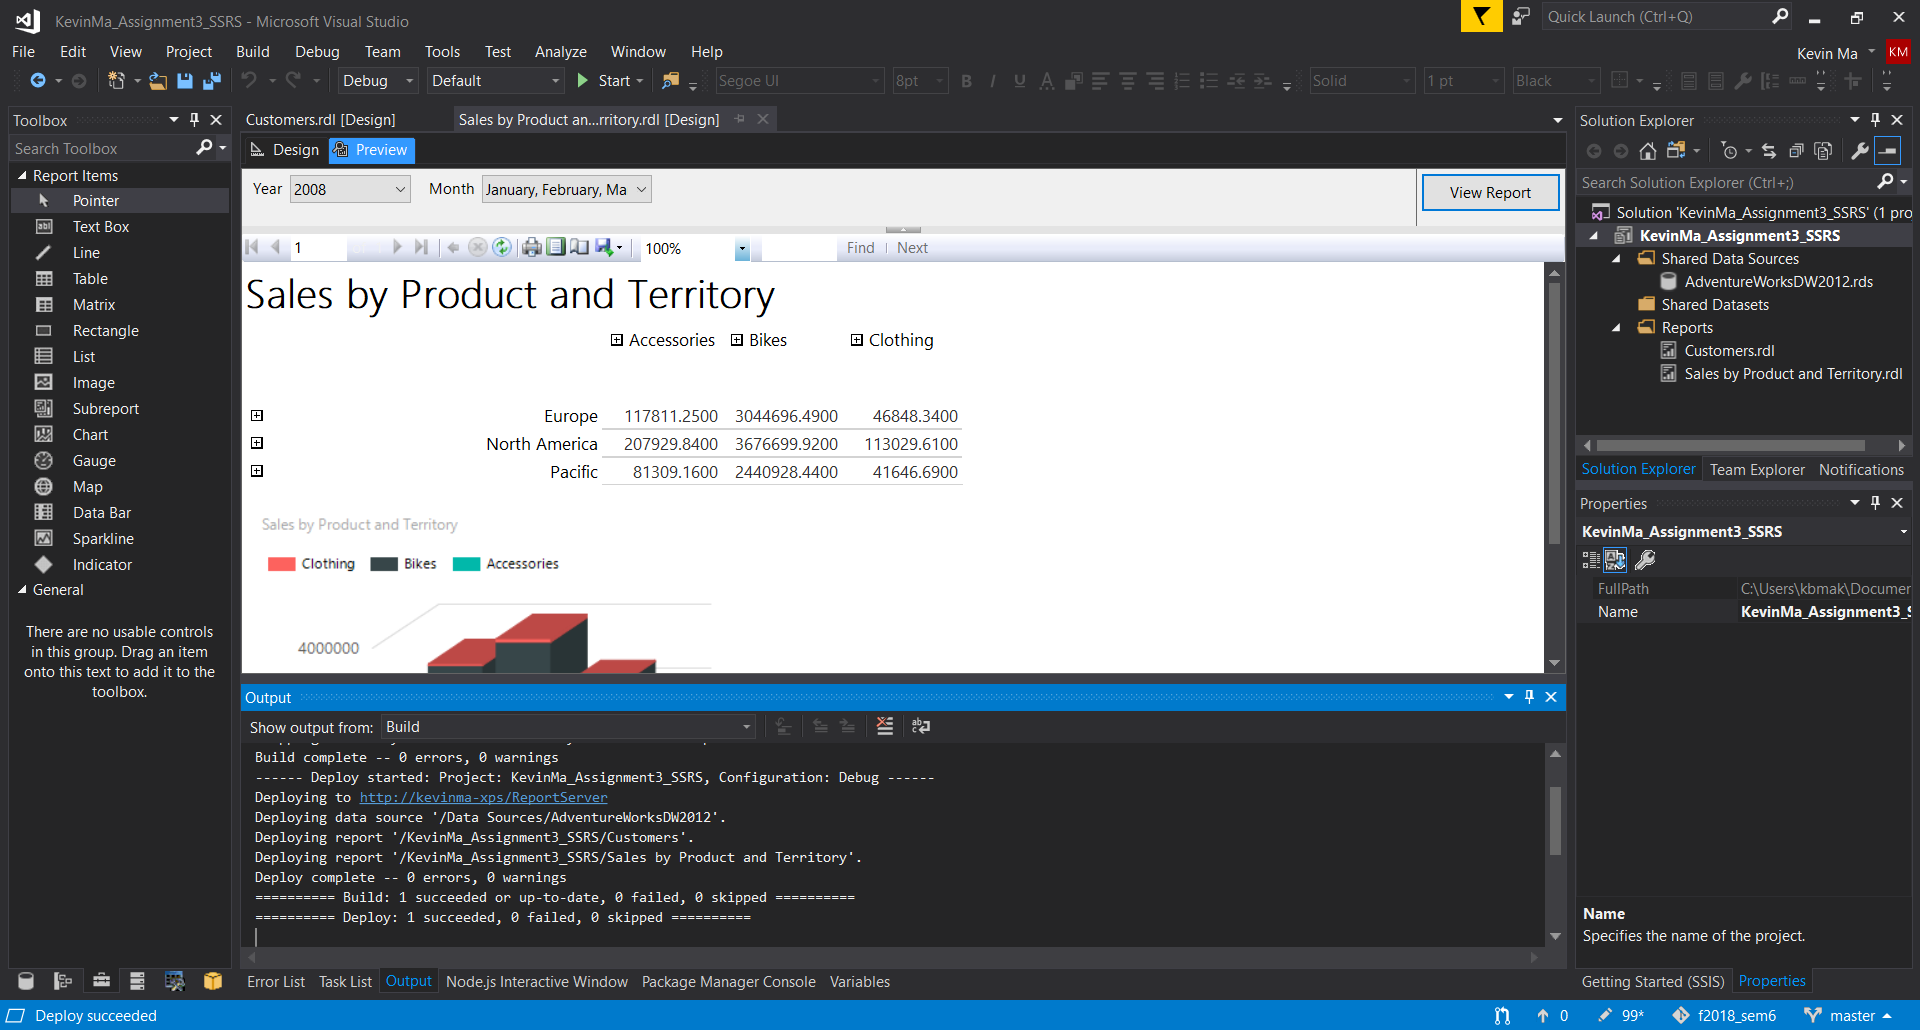 KevinMa_Assignment3_SSRS - Microsoft Visual Studio
Quick Launch (Ctrl+Q)
File Edit View Project Build Debug Team Tools Test Analyze Window Help
Kevin Ma KM
Debug Default Start Segoe UI 8pt B I U A Solid 1 pt Black
Toolbox
Search Toolbox
Report Items
Pointer
Text Box
Line
Table
Matrix
Rectangle
List
Image
Subreport
Chart
Gauge
Map
Data Bar
Sparkline
Indicator
General
There are no usable controls
in this group. Drag an item
onto this text to add it to the
toolbox.
Customers.rdl [Design] Sales by Product an...rritory.rdl [Design]
Design Preview
Year 2008 Month January, February, Ma View Report
1 100% Find Next
Sales by Product and Territory
Accessories Bikes Clothing
Europe 117811.2500 3044696.4900 46848.3400
North America 207929.8400 3676699.9200 113029.6100
Pacific 81309.1600 2440928.4400 41646.6900
Sales by Product and Territory
Clothing Bikes Accessories
4000000
Output
Show output from: Build
Build complete -- 0 errors, 0 warnings
------ Deploy started: Project: KevinMa_Assignment3_SSRS, Configuration: Debug ------
Deploying to http://kevinma-xps/ReportServer
Deploying data source '/Data Sources/AdventureWorksDW2012'.
Deploying report '/KevinMa_Assignment3_SSRS/Customers'.
Deploying report '/KevinMa_Assignment3_SSRS/Sales by Product and Territory'.
Deploy complete -- 0 errors, 0 warnings
========== Build: 1 succeeded or up-to-date, 0 failed, 0 skipped ==========
========== Deploy: 1 succeeded, 0 failed, 0 skipped ==========
Error List Task List Output Node.js Interactive Window Package Manager Console Variables
Solution Explorer
Search Solution Explorer (Ctrl+;)
Solution 'KevinMa_Assignment3_SSRS' (1 pro
KevinMa_Assignment3_SSRS
Shared Data Sources
AdventureWorksDW2012.rds
Shared Datasets
Reports
Customers.rdl
Sales by Product and Territory.rdl
Solution Explorer Team Explorer Notifications
Properties
KevinMa_Assignment3_SSRS
FullPath C:\Users\kbmak\Documer
Name KevinMa_Assignment3_S
Name
Specifies the name of the project.
Getting Started (SSIS) Properties
Deploy succeeded 0 99* f2018_sem6 master